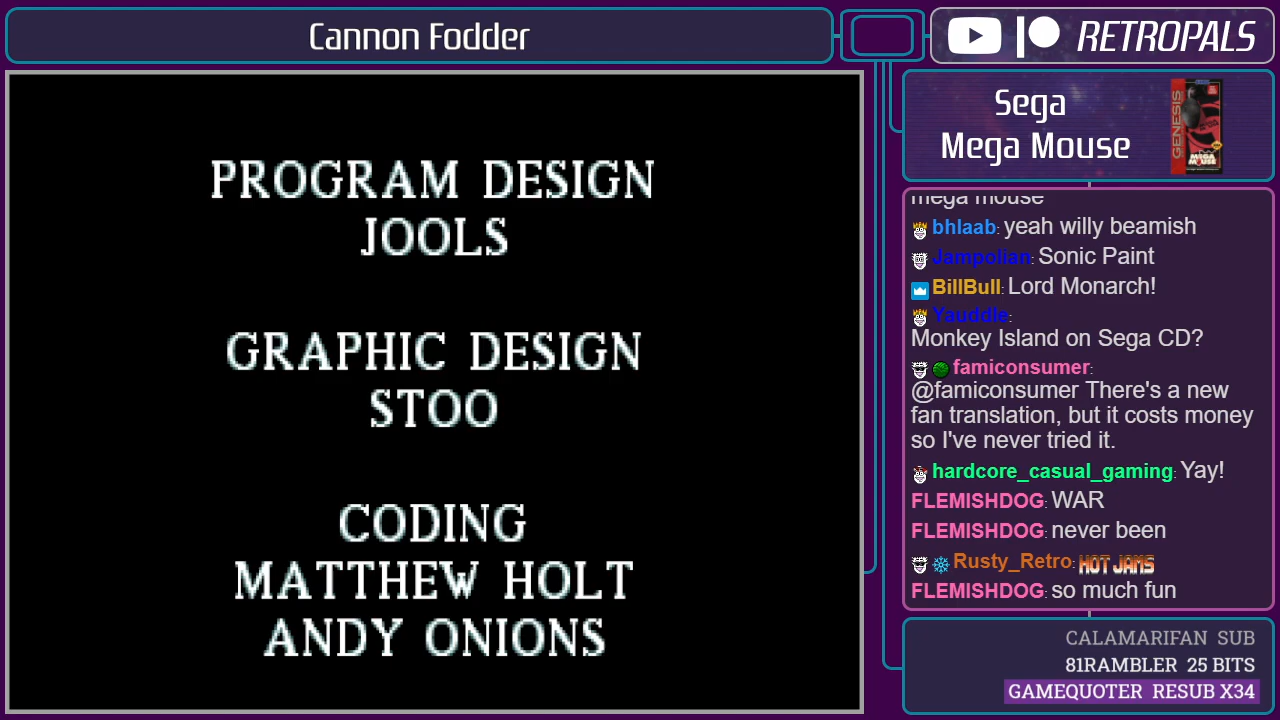 Cannon Fodder
RETROPALS
PROGRAM DESIGN
JOOLS
GRAPHIC DESIGN
STOO
CODING
MATTHEW HOLT
ANDY ONIONS
Sega
Mega Mouse
GENESIS
MEGA
MOUSE
mega mouse
bhlaab: yeah willy beamish
Jampolian: Sonic Paint
BillBull: Lord Monarch!
Yauddle:
Monkey Island on Sega CD?
famiconsumer:
@famiconsumer There's a new
fan translation, but it costs money
so I've never tried it.
hardcore_casual_gaming: Yay!
FLEMISHDOG: WAR
FLEMISHDOG: never been
Rusty_Retro: HOT JAMS
FLEMISHDOG: so much fun
CALAMARIFAN SUB
81RAMBLER 25 BITS
GAMEQUOTER RESUB X34